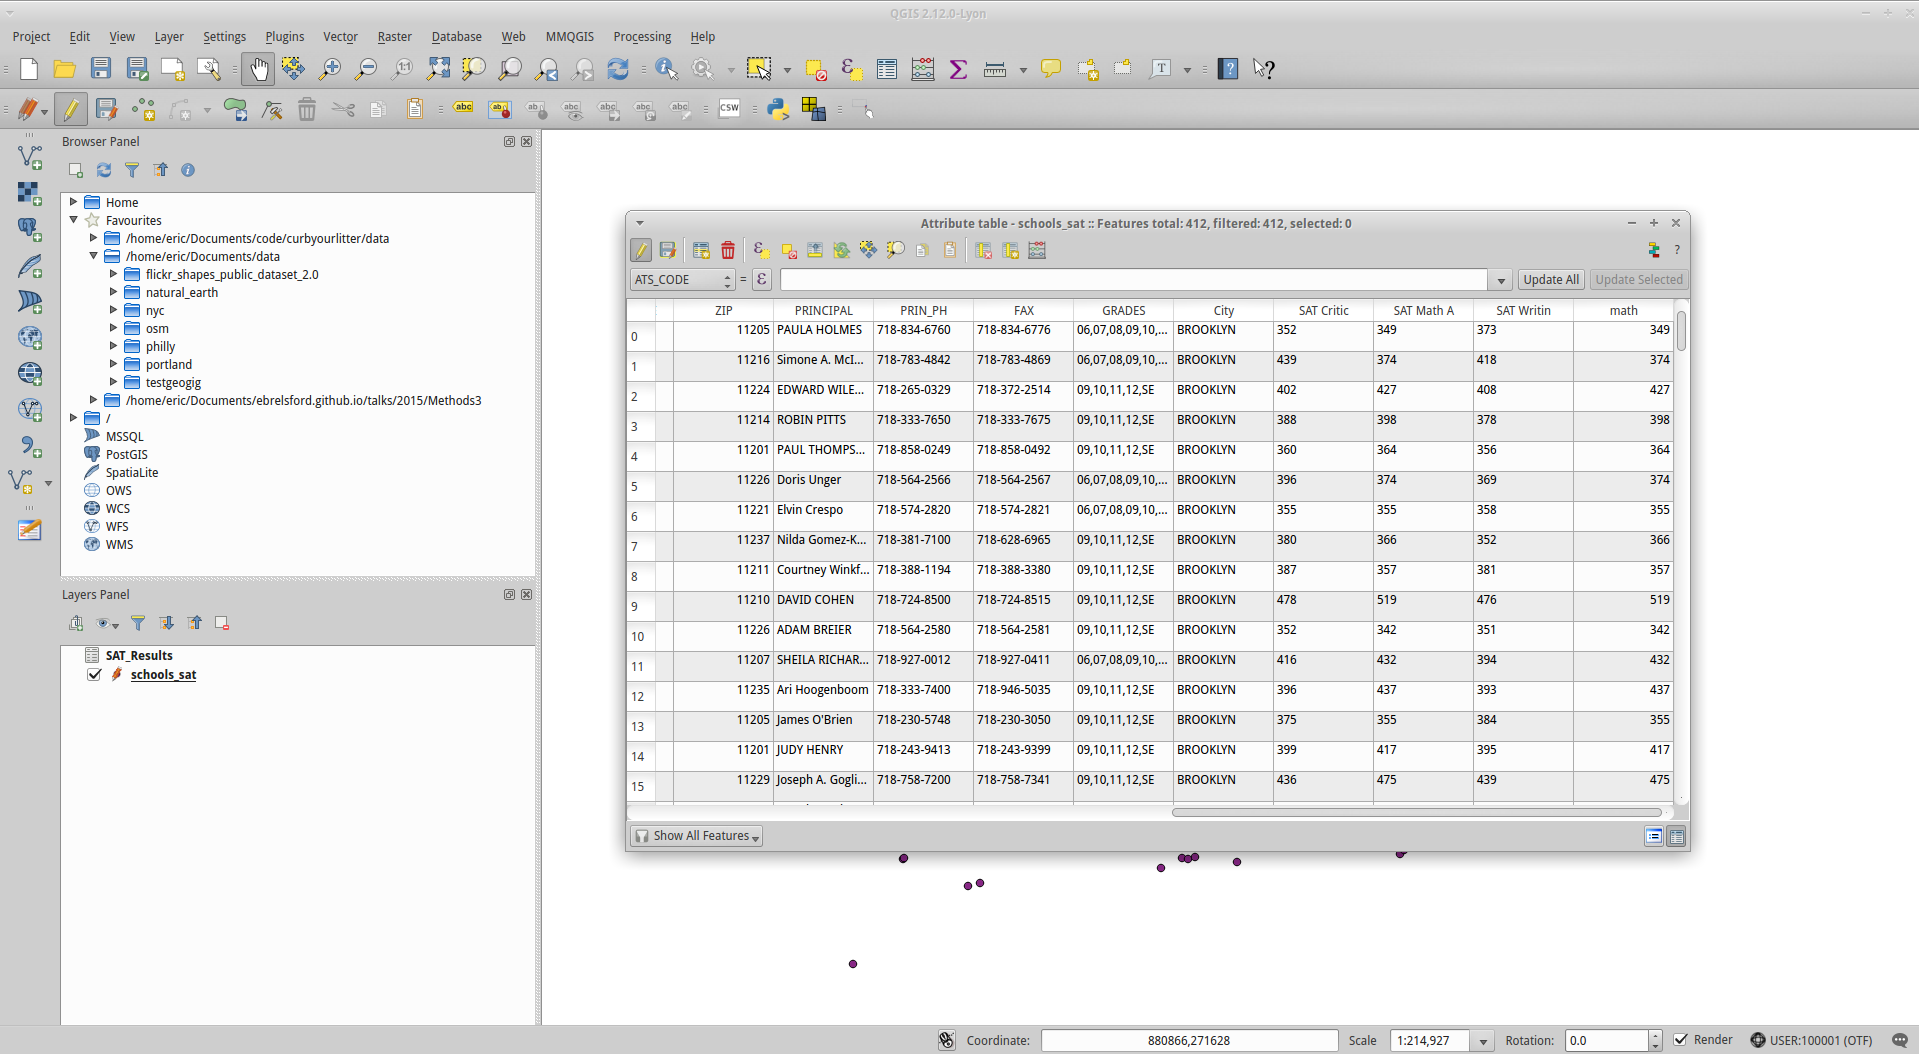 QGIS 2.12.0-Lyon
Project Edit View Layer Settings Plugins Vector Raster Database Web MMQGIS Processing Help
Browser Panel
Home
Favourites
/home/eric/Documents/code/curbyourlitter/data
/home/eric/Documents/data
flickr_shapes_public_dataset_2.0
natural_earth
nyc
osm
philly
portland
testgeogig
/home/eric/Documents/ebrelsford.github.io/talks/2015/Methods3
/
MSSQL
PostGIS
SpatiaLite
OWS
WCS
WFS
WMS
Layers Panel
SAT_Results
schools_sat
Attribute table - schools_sat :: Features total: 412, filtered: 412, selected: 0
ATS_CODE = ε Update All Update Selected
ZIP PRINCIPAL PRIN_PH FAX GRADES City SAT Critic SAT Math A SAT Writin math
0 11205 PAULA HOLMES 718-834-6760 718-834-6776 06,07,08,09,10,... BROOKLYN 352 349 373 349
1 11216 Simone A. McI... 718-783-4842 718-783-4869 06,07,08,09,10,... BROOKLYN 439 374 418 374
2 11224 EDWARD WILE... 718-265-0329 718-372-2514 09,10,11,12,SE BROOKLYN 402 427 408 427
3 11214 ROBIN PITTS 718-333-7650 718-333-7675 09,10,11,12,SE BROOKLYN 388 398 378 398
4 11201 PAUL THOMPS... 718-858-0249 718-858-0492 09,10,11,12,SE BROOKLYN 360 364 356 364
5 11226 Doris Unger 718-564-2566 718-564-2567 06,07,08,09,10,... BROOKLYN 396 374 369 374
6 11221 Elvin Crespo 718-574-2820 718-574-2821 06,07,08,09,10,... BROOKLYN 355 355 358 355
7 11237 Nilda Gomez-K... 718-381-7100 718-628-6965 09,10,11,12,SE BROOKLYN 380 366 352 366
8 11211 Courtney Winkf... 718-388-1194 718-388-3380 09,10,11,12,SE BROOKLYN 387 357 381 357
9 11210 DAVID COHEN 718-724-8500 718-724-8515 09,10,11,12,SE BROOKLYN 478 519 476 519
10 11226 ADAM BREIER 718-564-2580 718-564-2581 09,10,11,12,SE BROOKLYN 352 342 351 342
11 11207 SHEILA RICHAR... 718-927-0012 718-927-0411 06,07,08,09,10,... BROOKLYN 416 432 394 432
12 11235 Ari Hoogenboom 718-333-7400 718-946-5035 09,10,11,12,SE BROOKLYN 396 437 393 437
13 11205 James O'Brien 718-230-5748 718-230-3050 09,10,11,12,SE BROOKLYN 375 355 384 355
14 11201 JUDY HENRY 718-243-9413 718-243-9399 09,10,11,12,SE BROOKLYN 399 417 395 417
15 11229 Joseph A. Gogli... 718-758-7200 718-758-7341 09,10,11,12,SE BROOKLYN 436 475 439 475
Show All Features
Coordinate: 880866,271628 Scale 1:214,927 Rotation: 0.0 Render USER:100001 (OTF)